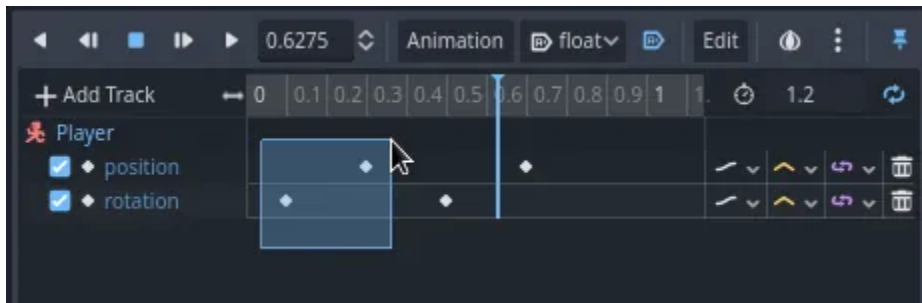 0.6275 Animation float Edit
Add Track 0 0.1 0.2 0.3 0.4 0.5 0.6 0.7 0.8 0.9 1 1. 1.2
Player
position
rotation